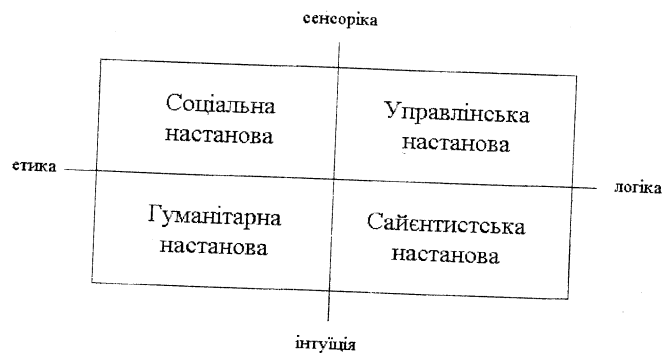 сенсоріка
Соціальна
настанова
Управлінська
настанова
етика
логіка
Гуманітарна
настанова
Сайєнтистська
настанова
інтуїція